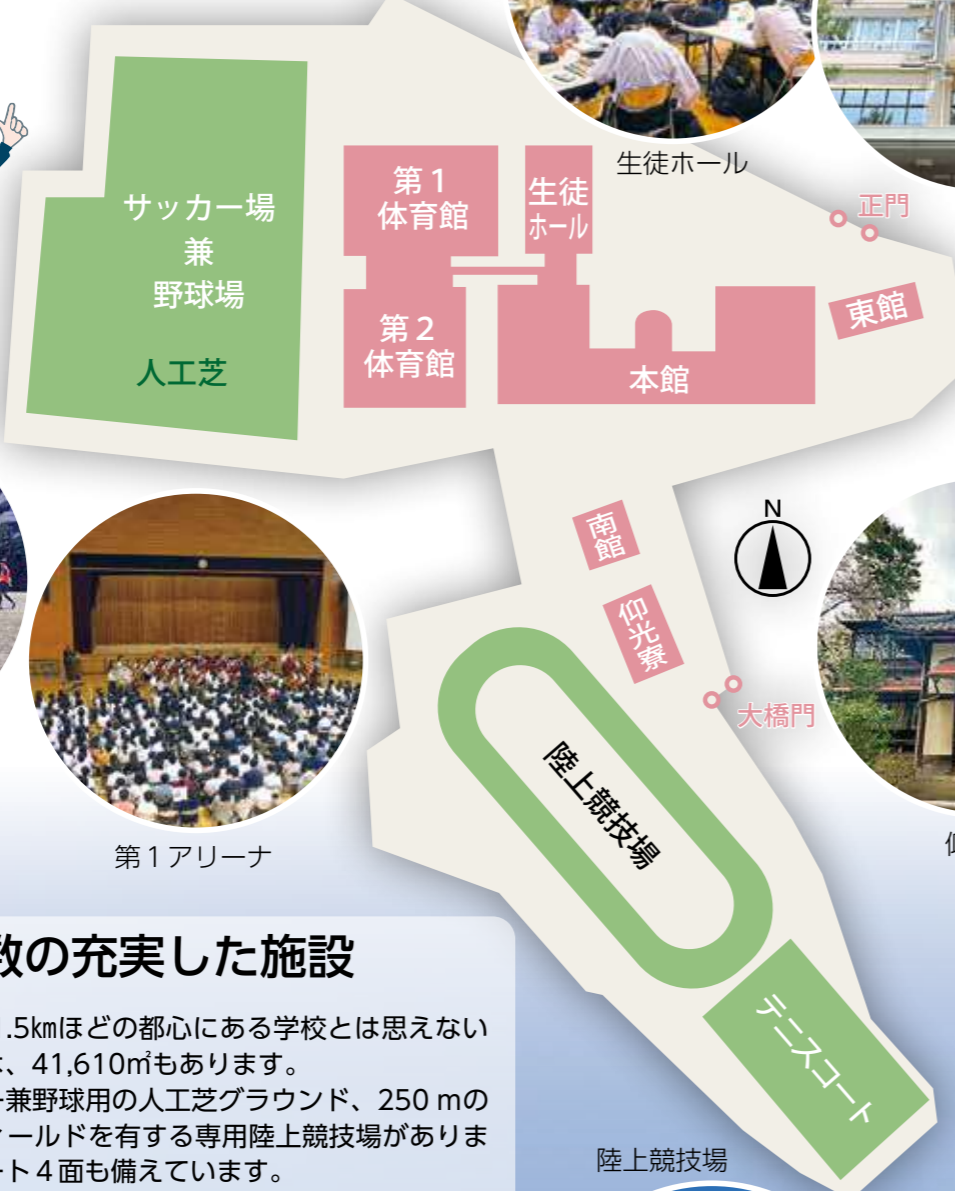 生徒ホール
正門
第１
体育館
生徒
ホール
サッカー場
兼
野球場
人工芝
第２
体育館
本館
東館
南館
N
仰光寮
大橋門
陸上競技場
テニスコート
第１アリーナ
の充実した施設
.5㎞ほどの都心にある学校とは思えない
、41,610㎡もあります。
兼野球用の人工芝グラウンド、250 mの
ィールドを有する専用陸上競技場がありま
ート４面も備えています。
陸上競技場